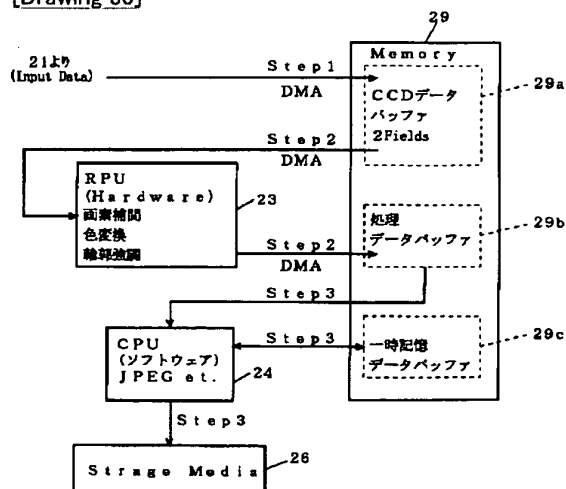 [Drawing 30]
29
Memory
21より
(Input Data)
Step1
DMA
CCDデータ
バッファ
2Fields
29a
Step2
DMA
RPU
(Hardware)
画素補間
色変換
輪郭強調
23
処理
データバッファ
29b
Step2
DMA
Step3
CPU
(ソフトウェア)
JPEG et.
24
Step3
一時記憶
データバッファ
29c
Step3
Strage Media
26